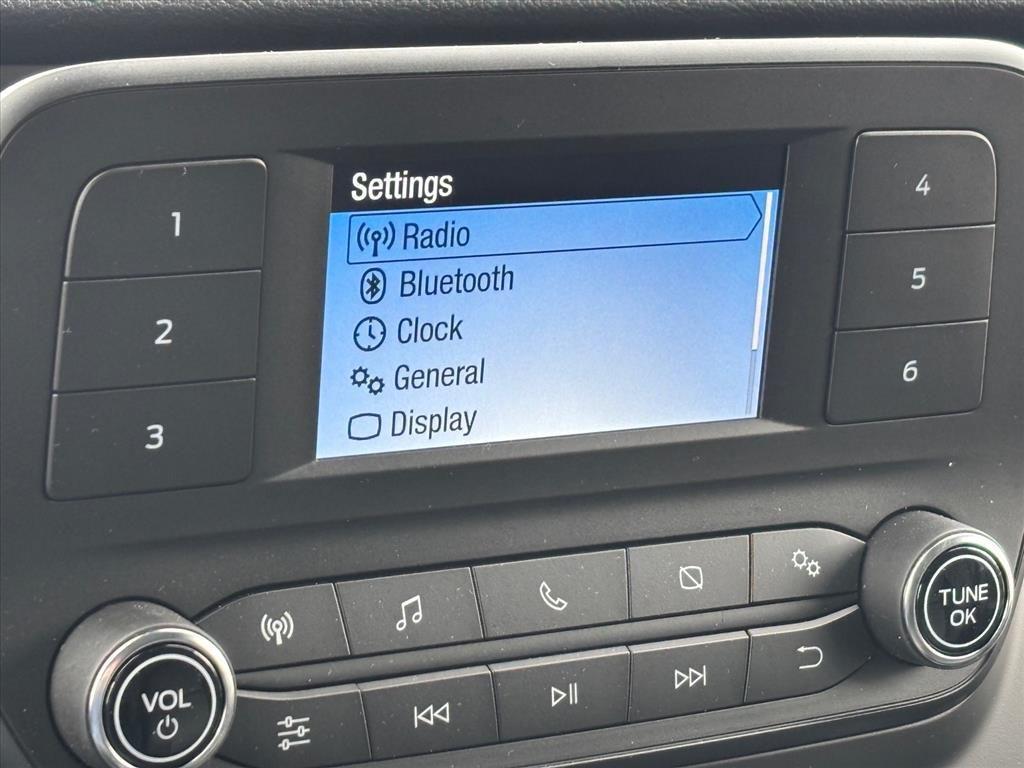 Settings
Radio
Bluetooth
Clock
General
Display
1
2
3
4
5
6
VOL
TUNE
OK